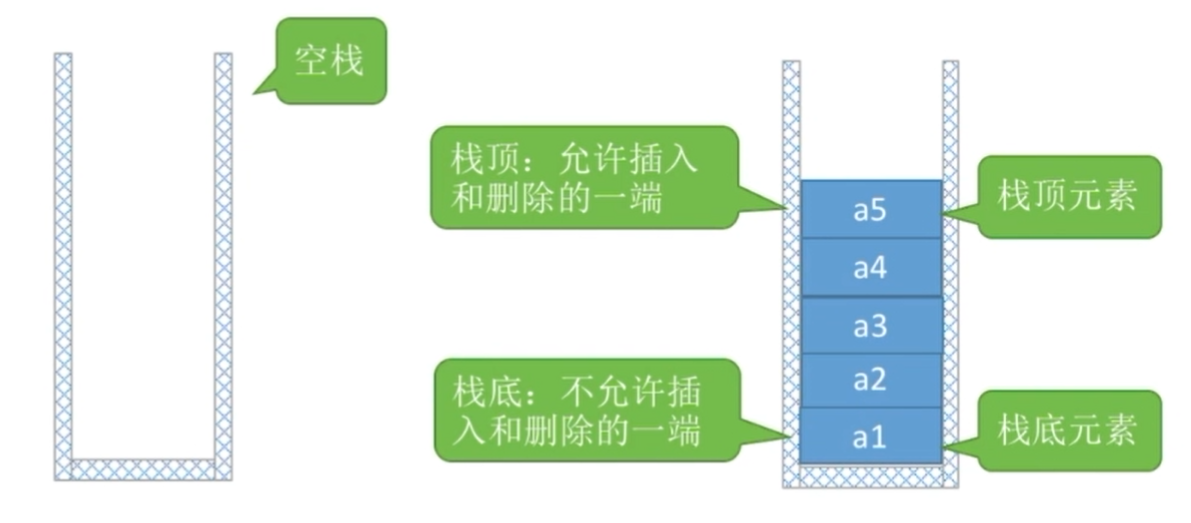 空栈
栈顶：允许插入
和删除的一端
栈顶元素
a5
a4
a3
a2
a1
栈底：不允许插
入和删除的一端
栈底元素